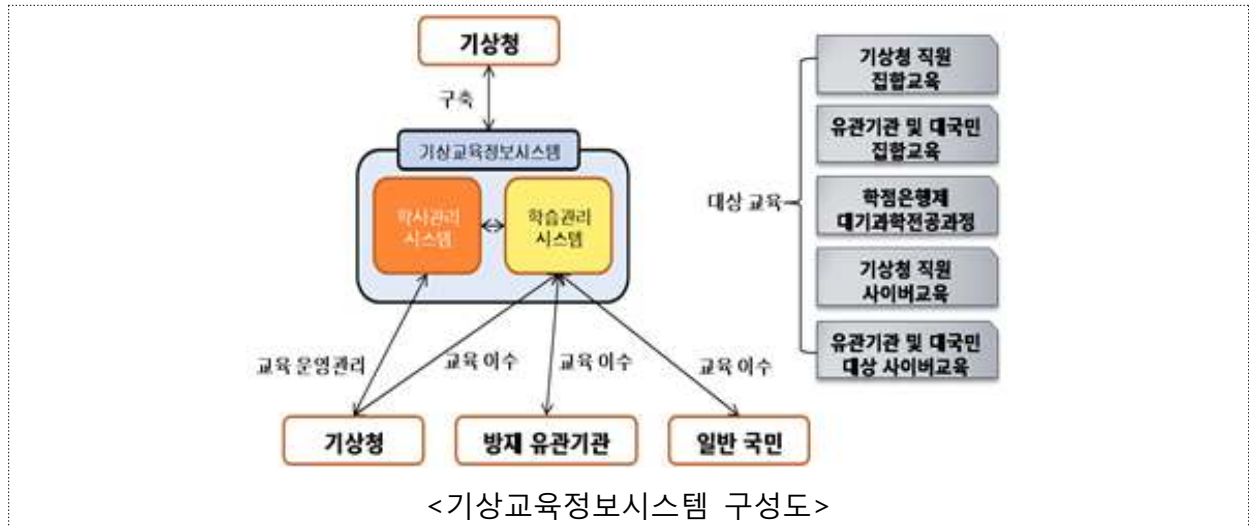 기상청
구축
기상교육정보시스템
학사관리
시스템
학습관리
시스템
교육 운영관리
교육 이수
교육 이수
교육 이수
기상청
방재 유관기관
일반 국민
대상 교육
기상청 직원
집합교육
유관기관 및 대국민
집합교육
학점은행제
대기과학전공과정
기상청 직원
사이버교육
유관기관 및 대국민
대상 사이버교육
<기상교육정보시스템 구성도>